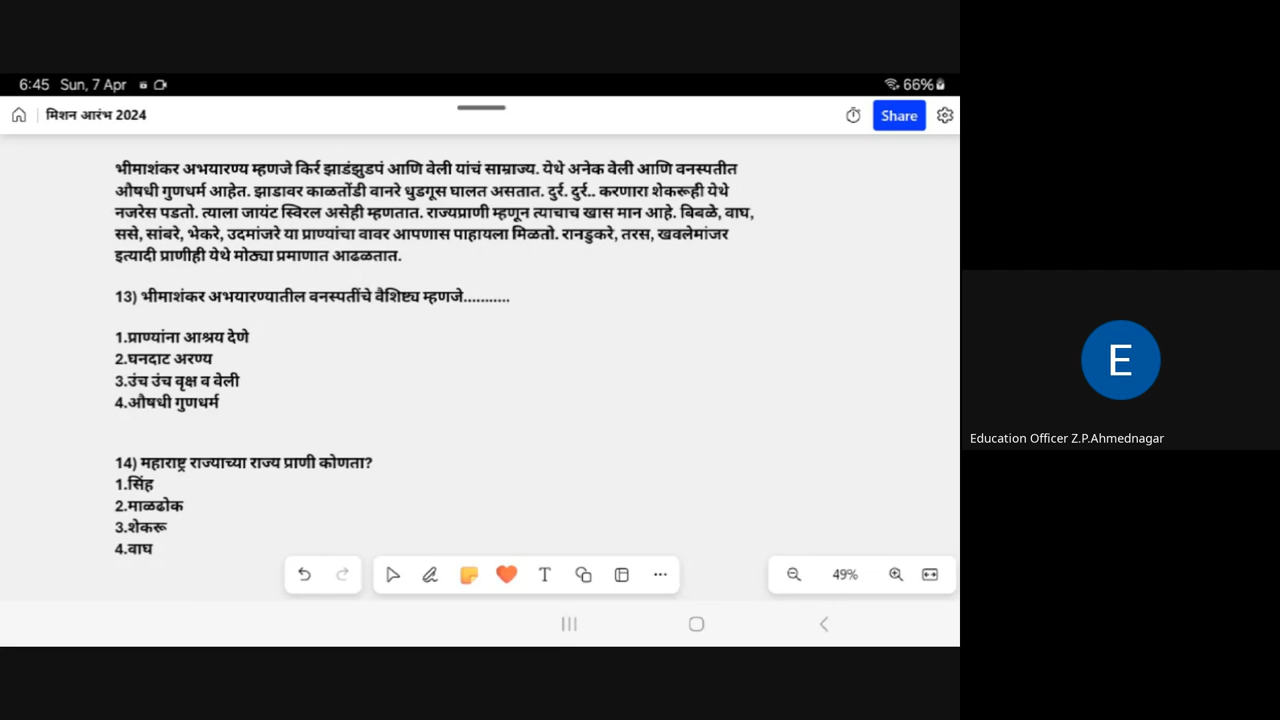 6:45 Sun, 7 Apr
66%
मिशन आरंभ 2024
Share
भीमाशंकर अभयारण्य म्हणजे किर्र झाडंझुडपं आणि वेली यांचं साम्राज्य. येथे अनेक वेली आणि वनस्पतीत
औषधी गुणधर्म आहेत. झाडावर काळतोंडी वानरे धुडगूस घालत असतात. दुर्र. दुर्र.. करणारा शेकरूही येथे
नजरेस पडतो. त्याला जायंट स्विरल असेही म्हणतात. राज्यप्राणी म्हणून त्याचाच खास मान आहे. बिबळे, वाघ,
ससे, सांबरे, भेकरे, उदमांजरे या प्राण्यांचा वावर आपणास पाहायला मिळतो. रानडुकरे, तरस, खवलेमांजर
इत्यादी प्राणीही येथे मोठ्या प्रमाणात आढळतात.
13) भीमाशंकर अभयारण्यातील वनस्पतींचे वैशिष्ट्य म्हणजे...........
1.प्राण्यांना आश्रय देणे
2.घनदाट अरण्य
3.उंच उंच वृक्ष व वेली
4.औषधी गुणधर्म
14) महाराष्ट्र राज्याच्या राज्य प्राणी कोणता?
1.सिंह
2.माळढोक
3.शेकरू
4.वाघ
T
49%
E
Education Officer Z.P.Ahmednagar